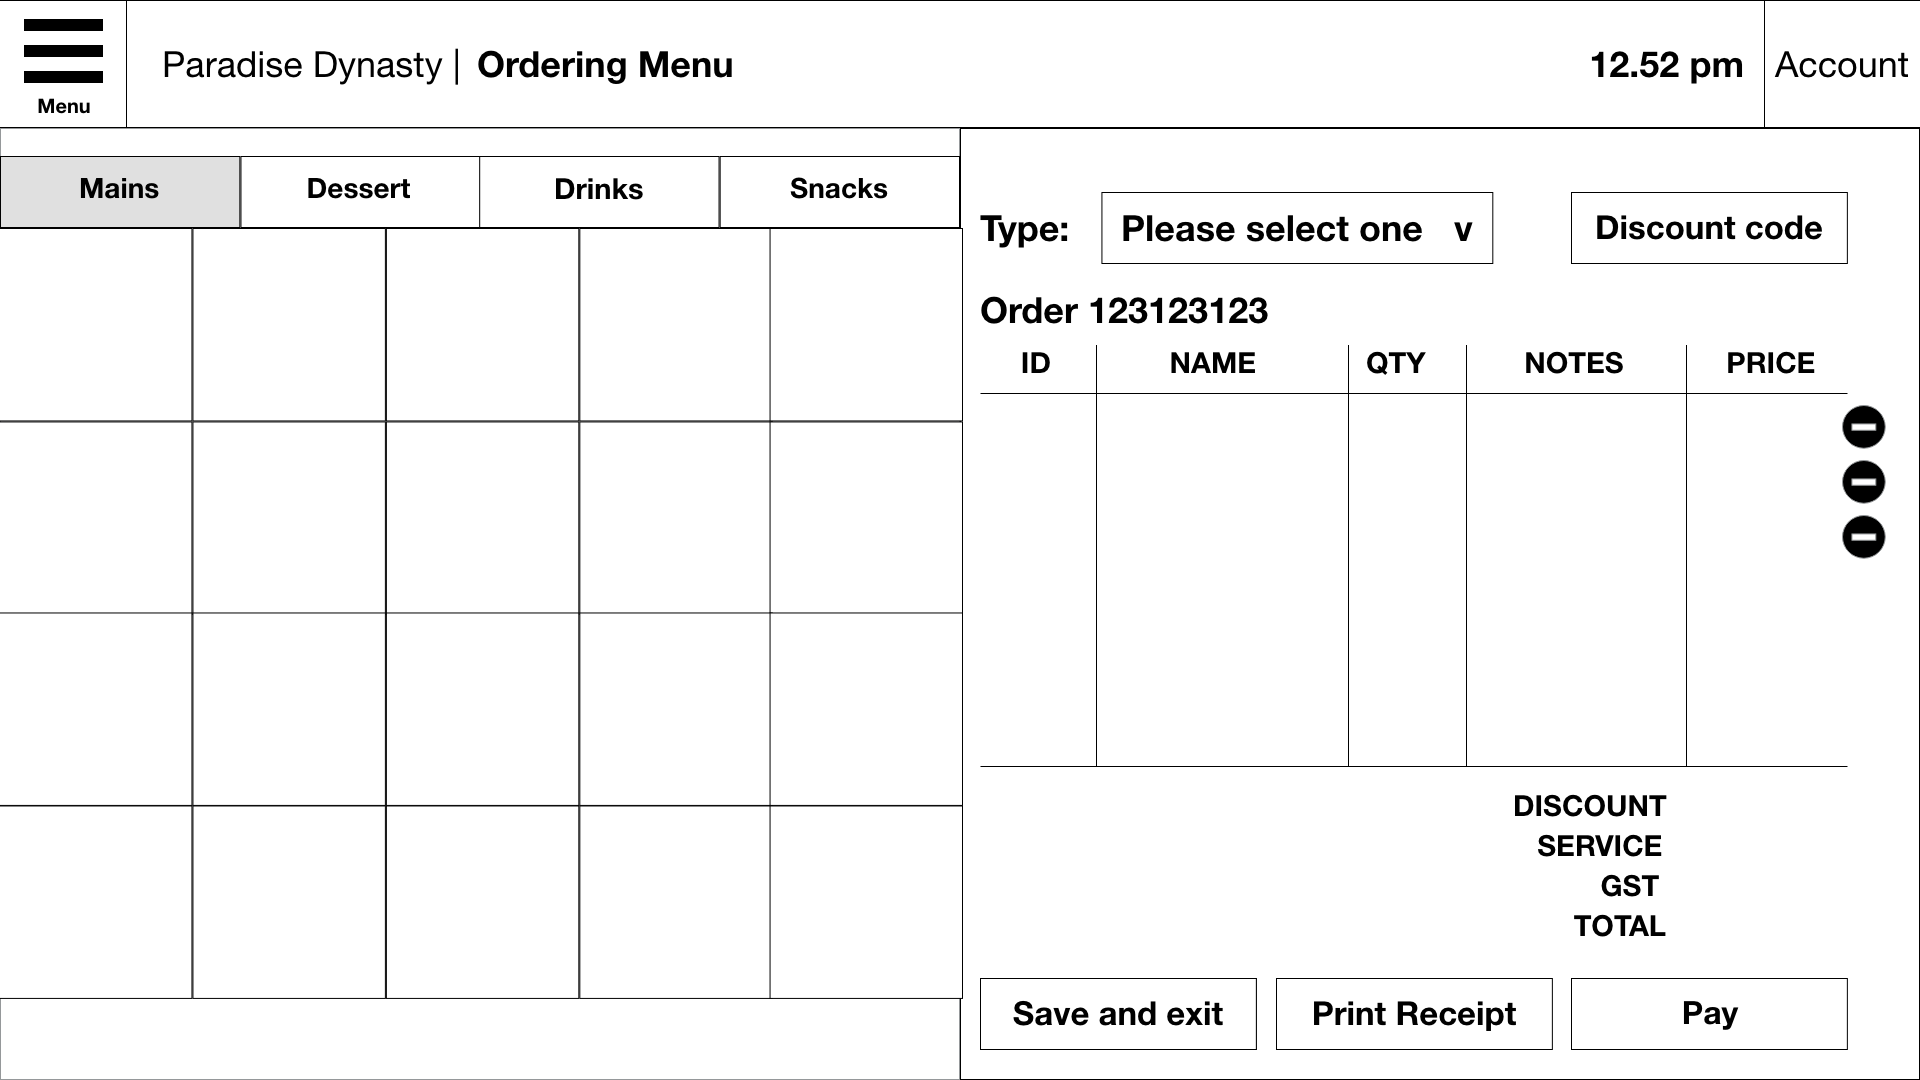 Menu
Paradise Dynasty | Ordering Menu
12.52 pm
Account
Mains
Dessert
Drinks
Snacks
Type:
Please select one v
Discount code
Order 123123123
ID NAME QTY NOTES PRICE
DISCOUNT
SERVICE
GST
TOTAL
Save and exit
Print Receipt
Pay